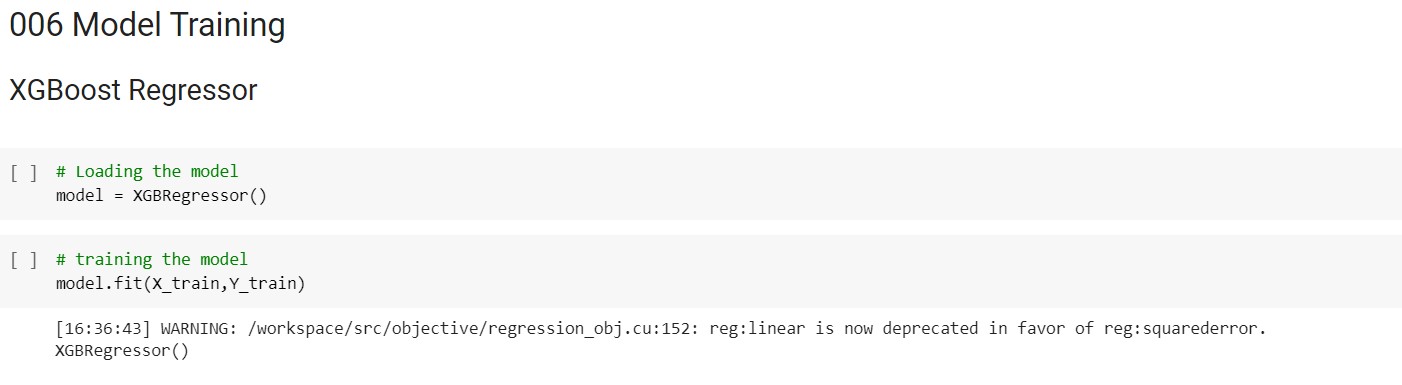 006 Model Training
XGBoost Regressor
[ ] # Loading the model
model = XGBRegressor()
[ ] # training the model
model.fit(X_train,Y_train)
[16:36:43] WARNING: /workspace/src/objective/regression_obj.cu:152: reg:linear is now deprecated in favor of reg:squarederror.
XGBRegressor()